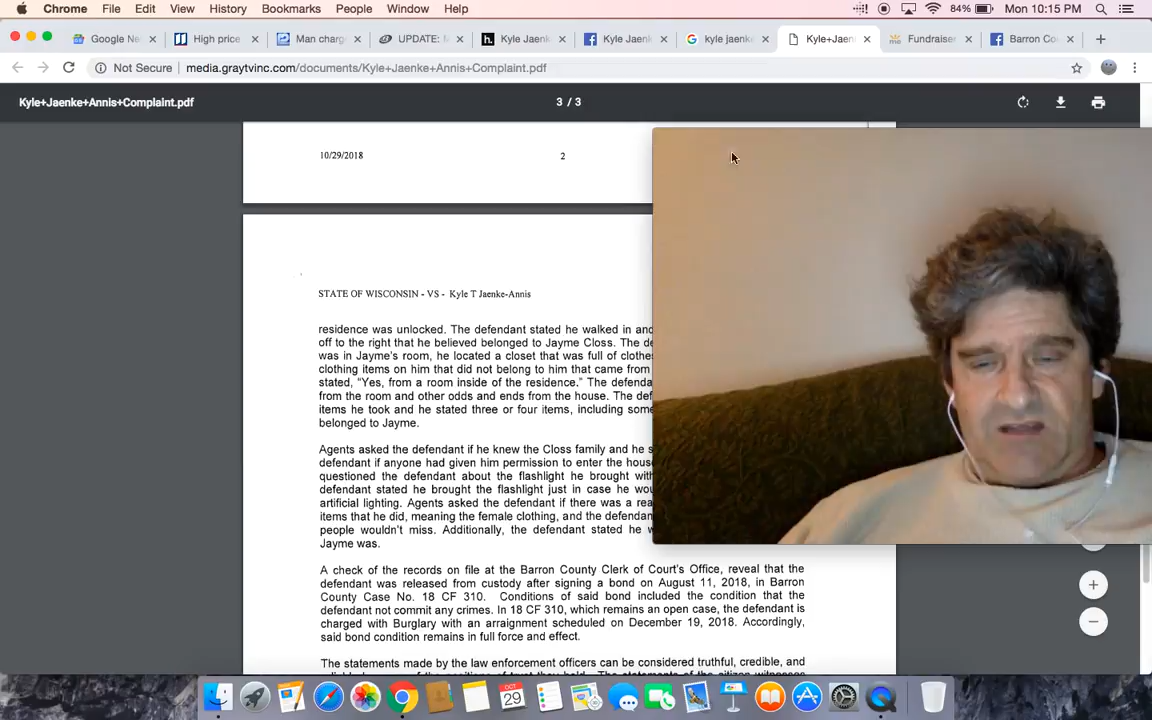 Chrome File Edit View History Bookmarks People Window Help 84% Mon 10:15 PM
Google Ne High price Man charg UPDATE: M Kyle Jaenk Kyle Jaenk kyle jaenke Kyle+Jaen Fundraise Barron Co
Not Secure media.graytvinc.com/documents/Kyle+Jaenke+Annis+Complaint.pdf
Kyle+Jaenke+Annis+Complaint.pdf 3 / 3
10/29/2018 2
STATE OF WISCONSIN - VS - Kyle T Jaenke-Annis
residence was unlocked. The defendant stated he walked in and
off to the right that he believed belonged to Jayme Closs. The de
was in Jayme's room, he located a closet that was full of clothes
clothing items on him that did not belong to him that came from
stated, "Yes, from a room inside of the residence." The defenda
from the room and other odds and ends from the house. The def
items he took and he stated three or four items, including some
belonged to Jayme.
Agents asked the defendant if he knew the Closs family and he s
defendant if anyone had given him permission to enter the hous
questioned the defendant about the flashlight he brought with
defendant stated he brought the flashlight just in case he wou
artificial lighting. Agents asked the defendant if there was a rea
items that he did, meaning the female clothing, and the defendan
people wouldn't miss. Additionally, the defendant stated he w
Jayme was.
A check of the records on file at the Barron County Clerk of Court's Office, reveal that the
defendant was released from custody after signing a bond on August 11, 2018, in Barron
County Case No. 18 CF 310. Conditions of said bond included the condition that the
defendant not commit any crimes. In 18 CF 310, which remains an open case, the defendant is
charged with Burglary with an arraignment scheduled on December 19, 2018. Accordingly,
said bond condition remains in full force and effect.
The statements made by the law enforcement officers can be considered truthful, credible, and
OCT
29